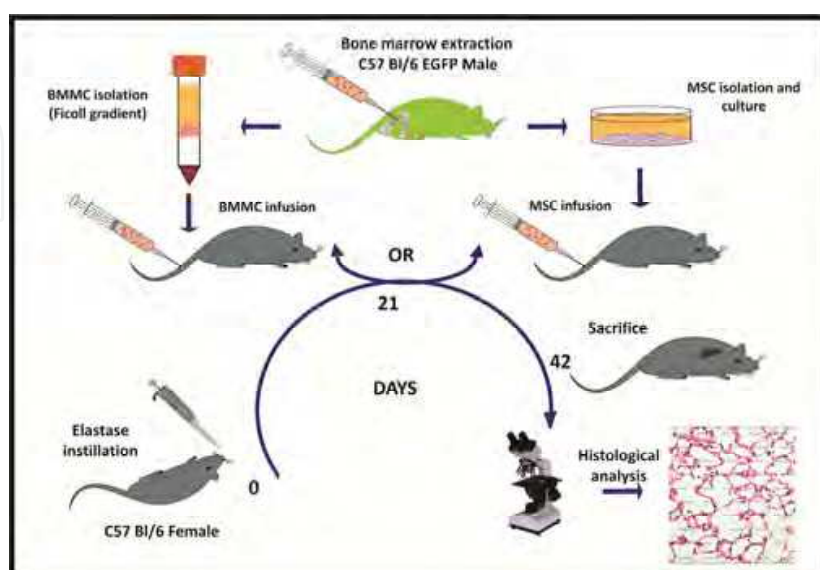 Bone marrow extraction
C57 Bl/6 EGFP Male
BMMC isolation
(Ficoll gradient)
MSC isolation and
culture
BMMC infusion
MSC infusion
OR
21
Sacrifice
42
DAYS
Elastase
instillation
0
Histological
analysis
C57 Bl/6 Female